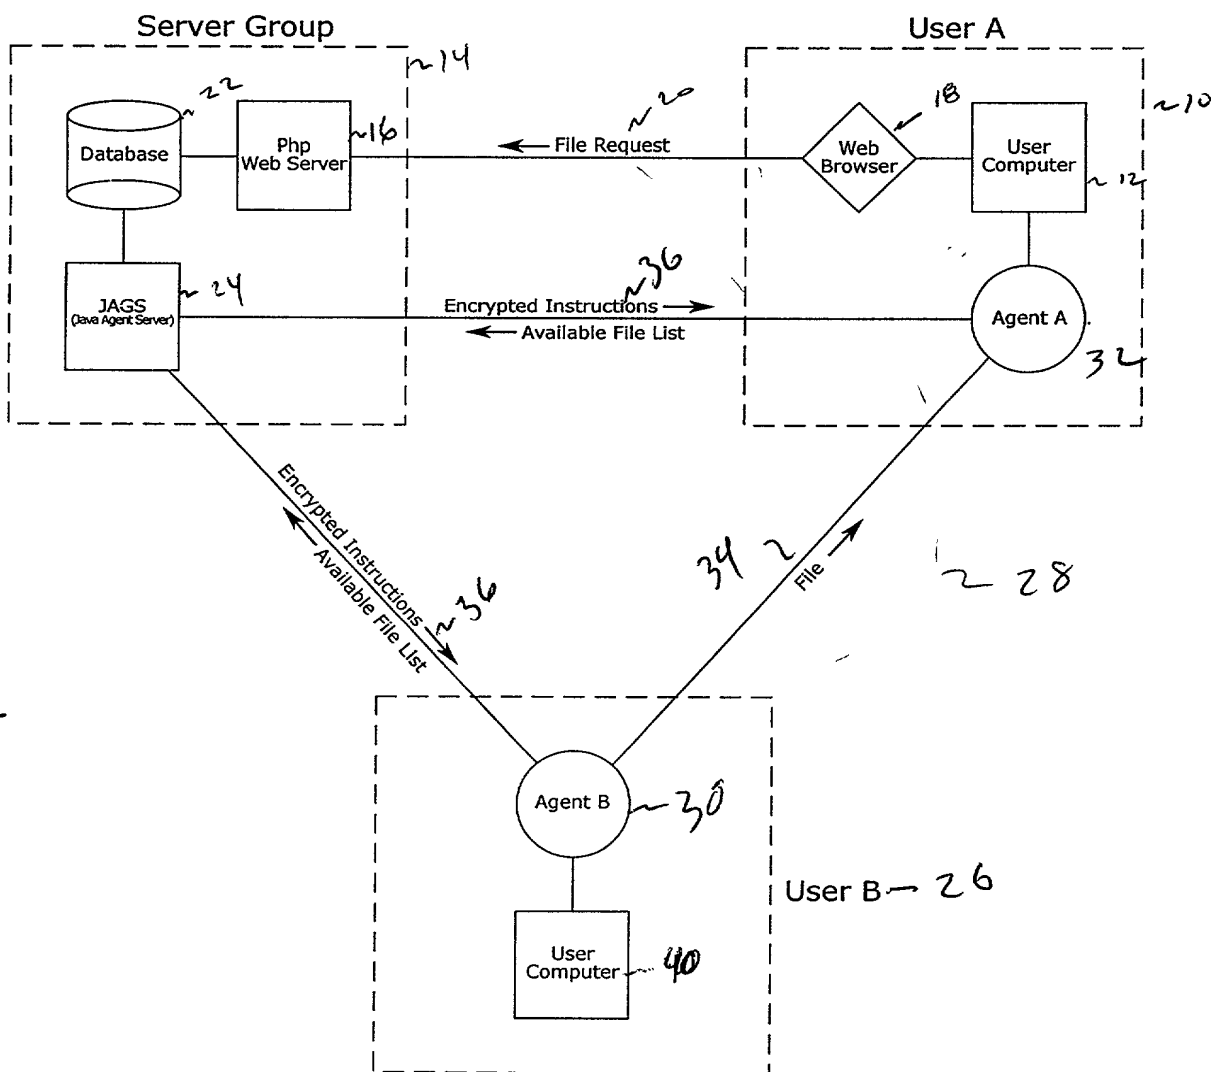 Server Group
User A
~14
~22
Database
Php
Web Server
~16
~20
File Request
18
Web
Browser
User
Computer
~10
~12
JAGS
(Java Agent Server)
~24
~36
Encrypted Instructions
Available File List
Agent A
32
Encrypted Instructions
Available File List
~36
34 ~
File
~ 28
Agent B
~30
User B — 26
User
Computer
40